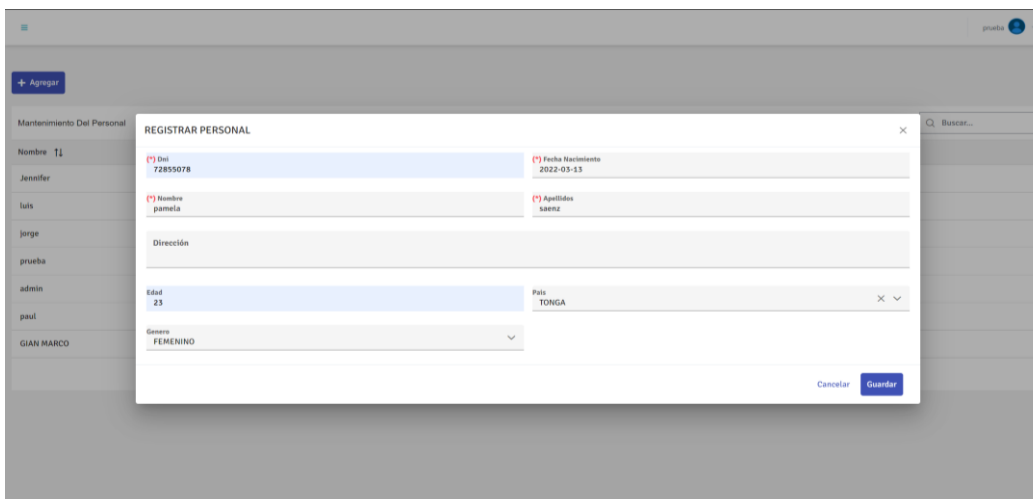 prueba
+ Agregar
Mantenimiento Del Personal
Buscar...
Nombre
Jennifer
luis
jorge
prueba
admin
paul
GIAN MARCO
REGISTRAR PERSONAL
(*) Dni
72855078
(*) Fecha Nacimiento
2022-03-13
(*) Nombre
pamela
(*) Apellidos
saenz
Dirección
Edad
23
Pais
TONGA
Genero
FEMENINO
Cancelar
Guardar